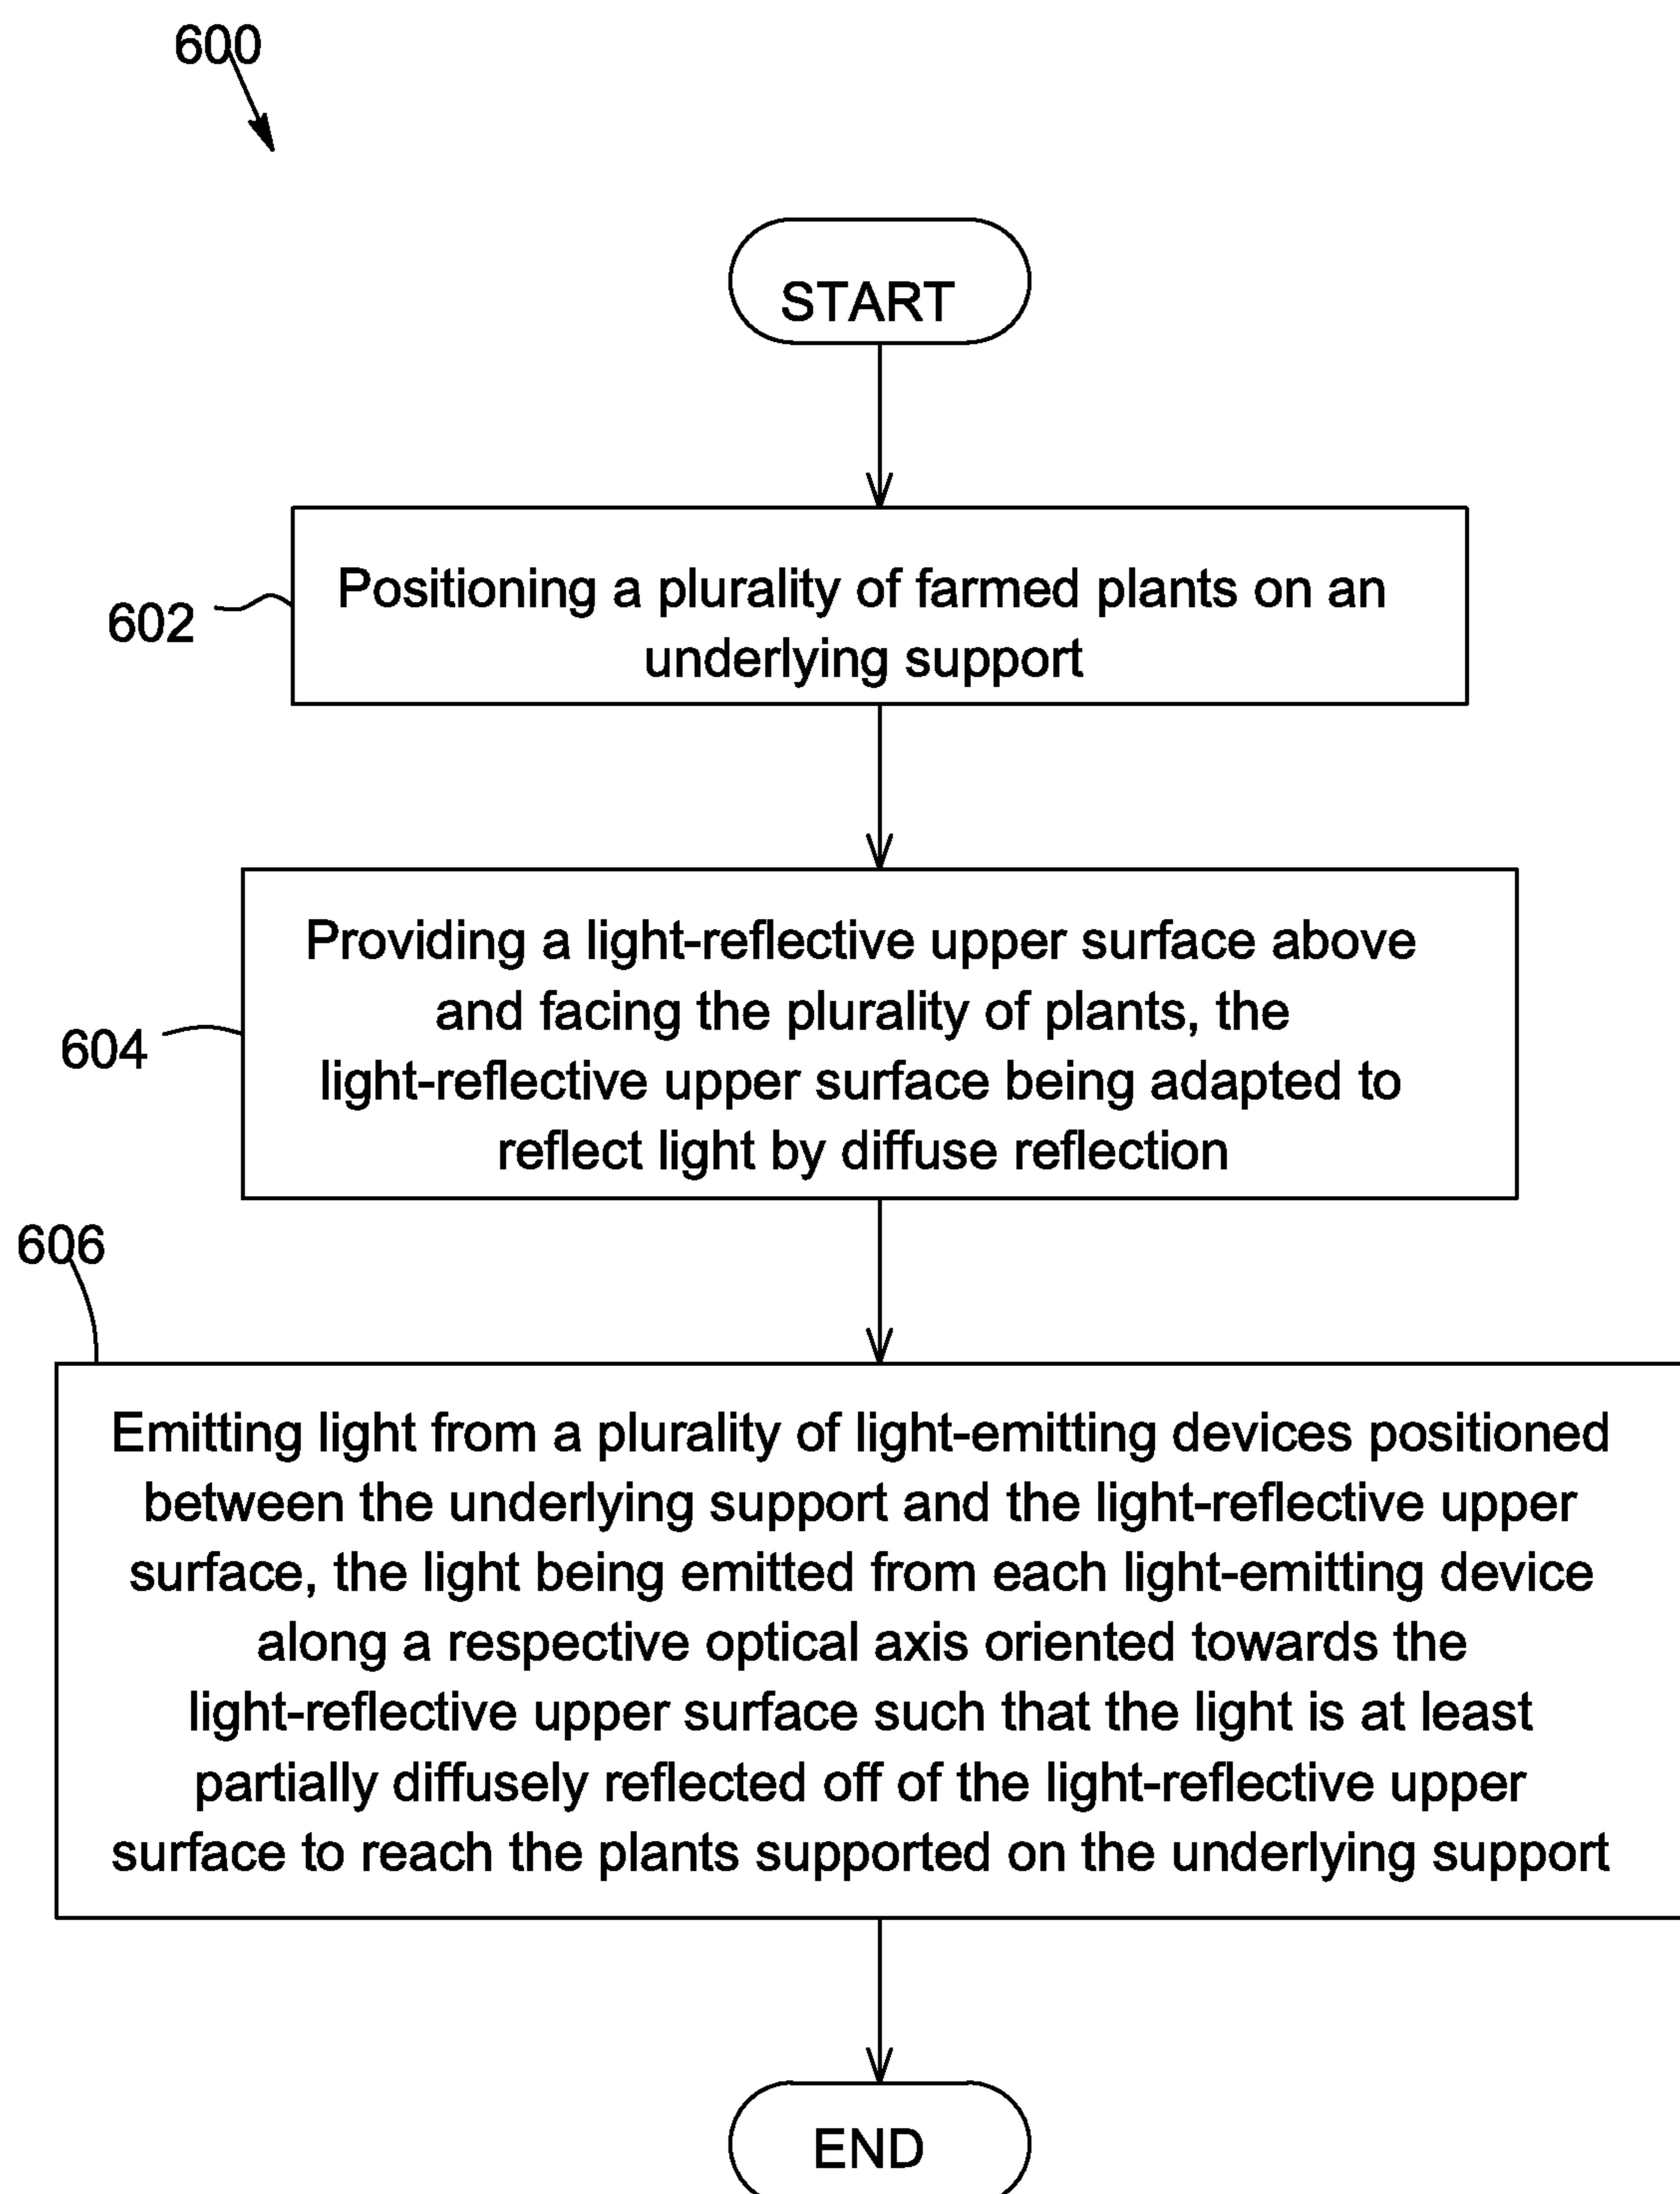 600
START
602
Positioning a plurality of farmed plants on an
underlying support
604
Providing a light-reflective upper surface above
and facing the plurality of plants, the
light-reflective upper surface being adapted to
reflect light by diffuse reflection
606
Emitting light from a plurality of light-emitting devices positioned
between the underlying support and the light-reflective upper
surface, the light being emitted from each light-emitting device
along a respective optical axis oriented towards the
light-reflective upper surface such that the light is at least
partially diffusely reflected off of the light-reflective upper
surface to reach the plants supported on the underlying support
END